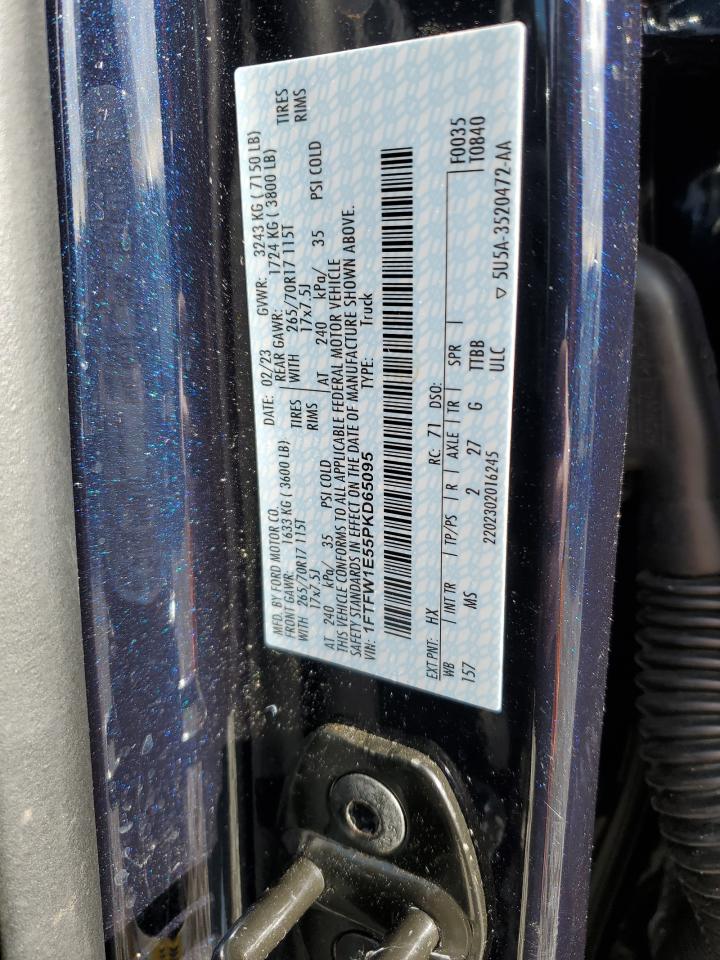 MFD. BY FORD MOTOR CO.
DATE: 02/23
GVWR: 3243 KG ( 7150 LB)
FRONT GAWR: 1633 KG ( 3600 LB)
REAR GAWR: 1724 KG ( 3800 LB)
WITH 265/70R17 115T TIRES
WITH 265/70R17 115T TIRES
17x7.5J RIMS
17x7.5J RIMS
AT 240 kPa/ 35 PSI COLD
AT 240 kPa/ 35 PSI COLD
THIS VEHICLE CONFORMS TO ALL APPLICABLE FEDERAL MOTOR VEHICLE
SAFETY STANDARDS IN EFFECT ON THE DATE OF MANUFACTURE SHOWN ABOVE.
VIN: 1FTFW1E55PKD65095
TYPE: Truck
EXT PNT: HX RC: 71 DSO: F0035
WB INT TR TP/PS R AXLE TR SPR T0840
157 MS 2 27 G TTBB
2202302016245 ULC ▽ 5U5A-3520472-AA